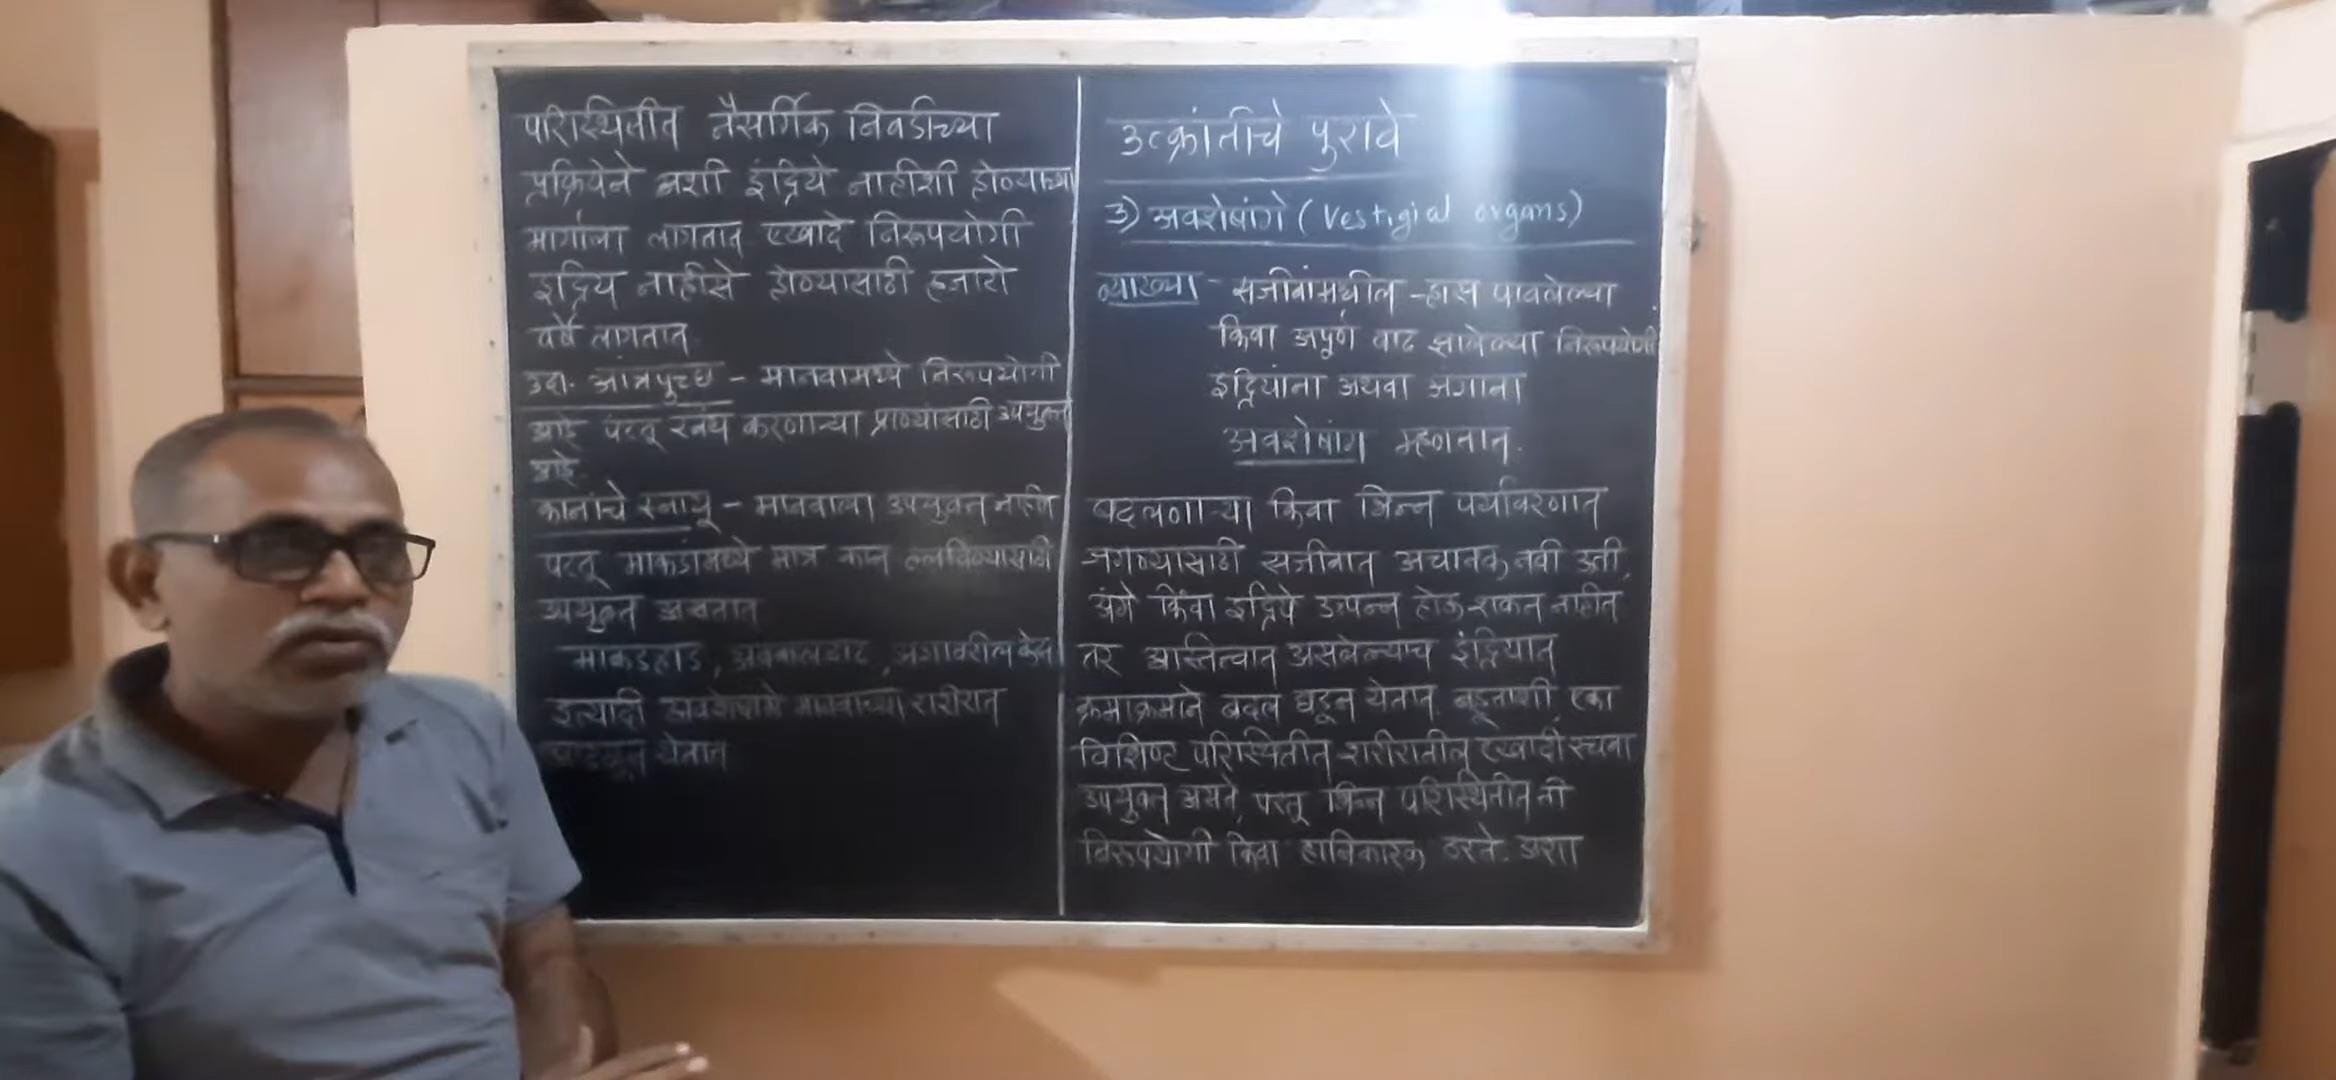 उत्क्रांतीचे पुरावे
3) अवशेषांगे (Vestigial organs)
व्याख्या - सजीवांमधील ऱ्हास पावलेल्या
किंवा अपूर्ण वाढ झालेल्या निरूपयोगी
इंद्रियांना अथवा अंगाना
अवशेषांग म्हणतात.
बदलणाऱ्या किंवा भिन्न पर्यावरणात
जगण्यासाठी सजीवात अचानक नवी उती,
अंगे किंवा इंद्रिये उत्पन्न होऊ शकत नाहीत
तर अस्तित्वात असलेल्याच इंद्रियात
क्रमाक्रमाने बदल घडून येतात. बहूतांशी एका
विशिष्ट परिस्थितीत शरीरातील एखादी रचना
उपयुक्त असते, परंतू भिन्न परिस्थितीत ती
निरूपयोगी किंवा हानिकारक ठरते. अशा
परिस्थितीत नैसर्गिक निवडीच्या
प्रक्रियेने अशी इंद्रिये नाहीशी होण्याच्या
मार्गाला लागतात. एखादे निरूपयोगी
इंद्रिय नाहीसे होण्यासाठी हजारो
वर्षे लागतात.
उदा. आंत्रपुच्छ - मानवामध्ये निरूपयोगी
आहे परंतू रवंथ करणाऱ्या प्राण्यांसाठी उपयुक्त
आहे.
कानांचे स्नायू - मानवाला उपयुक्त नाहीत
परंतू माकडांमध्ये मात्र कान हलविण्यासाठी
उपयुक्त असतात
माकडहाड, अक्कलदाढ, अंगावरील केस
इत्यादी अवशेषांगे मानवाच्या शरीरात
आढळून येतात